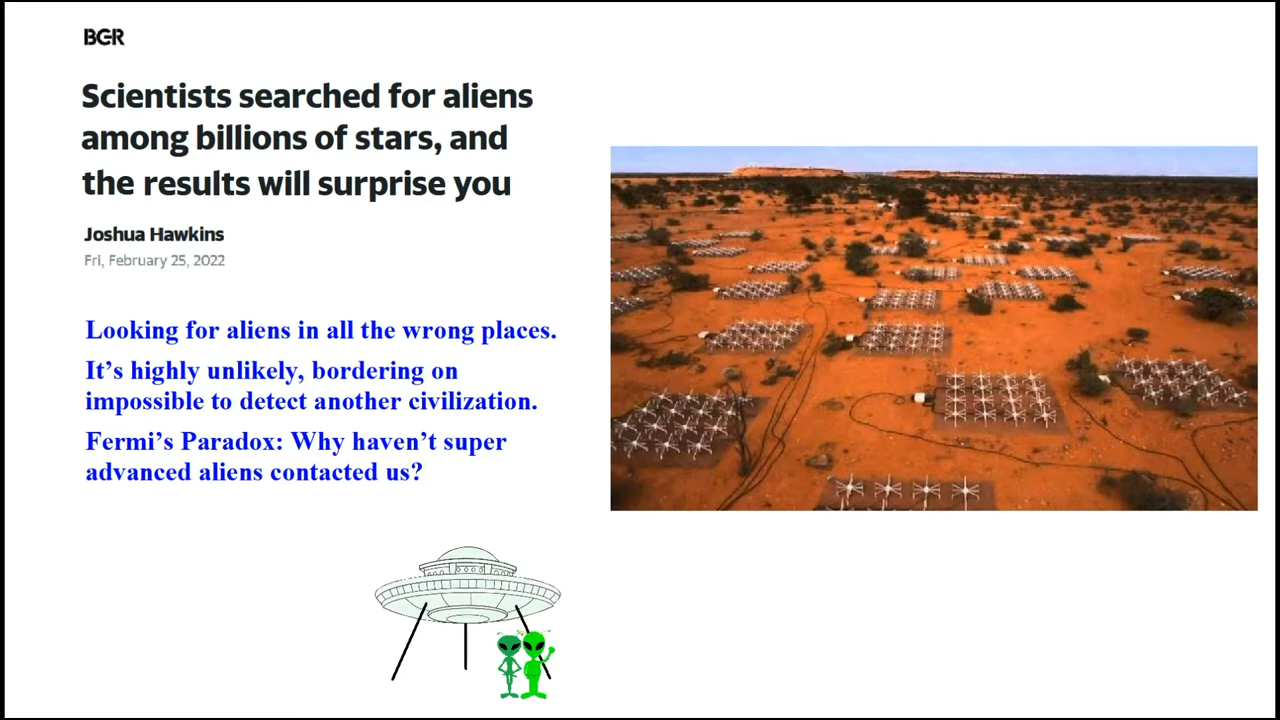 BGR
Scientists searched for aliens
among billions of stars, and
the results will surprise you
Joshua Hawkins
Fri, February 25, 2022
Looking for aliens in all the wrong places.
It’s highly unlikely, bordering on
impossible to detect another civilization.
Fermi’s Paradox: Why haven’t super
advanced aliens contacted us?